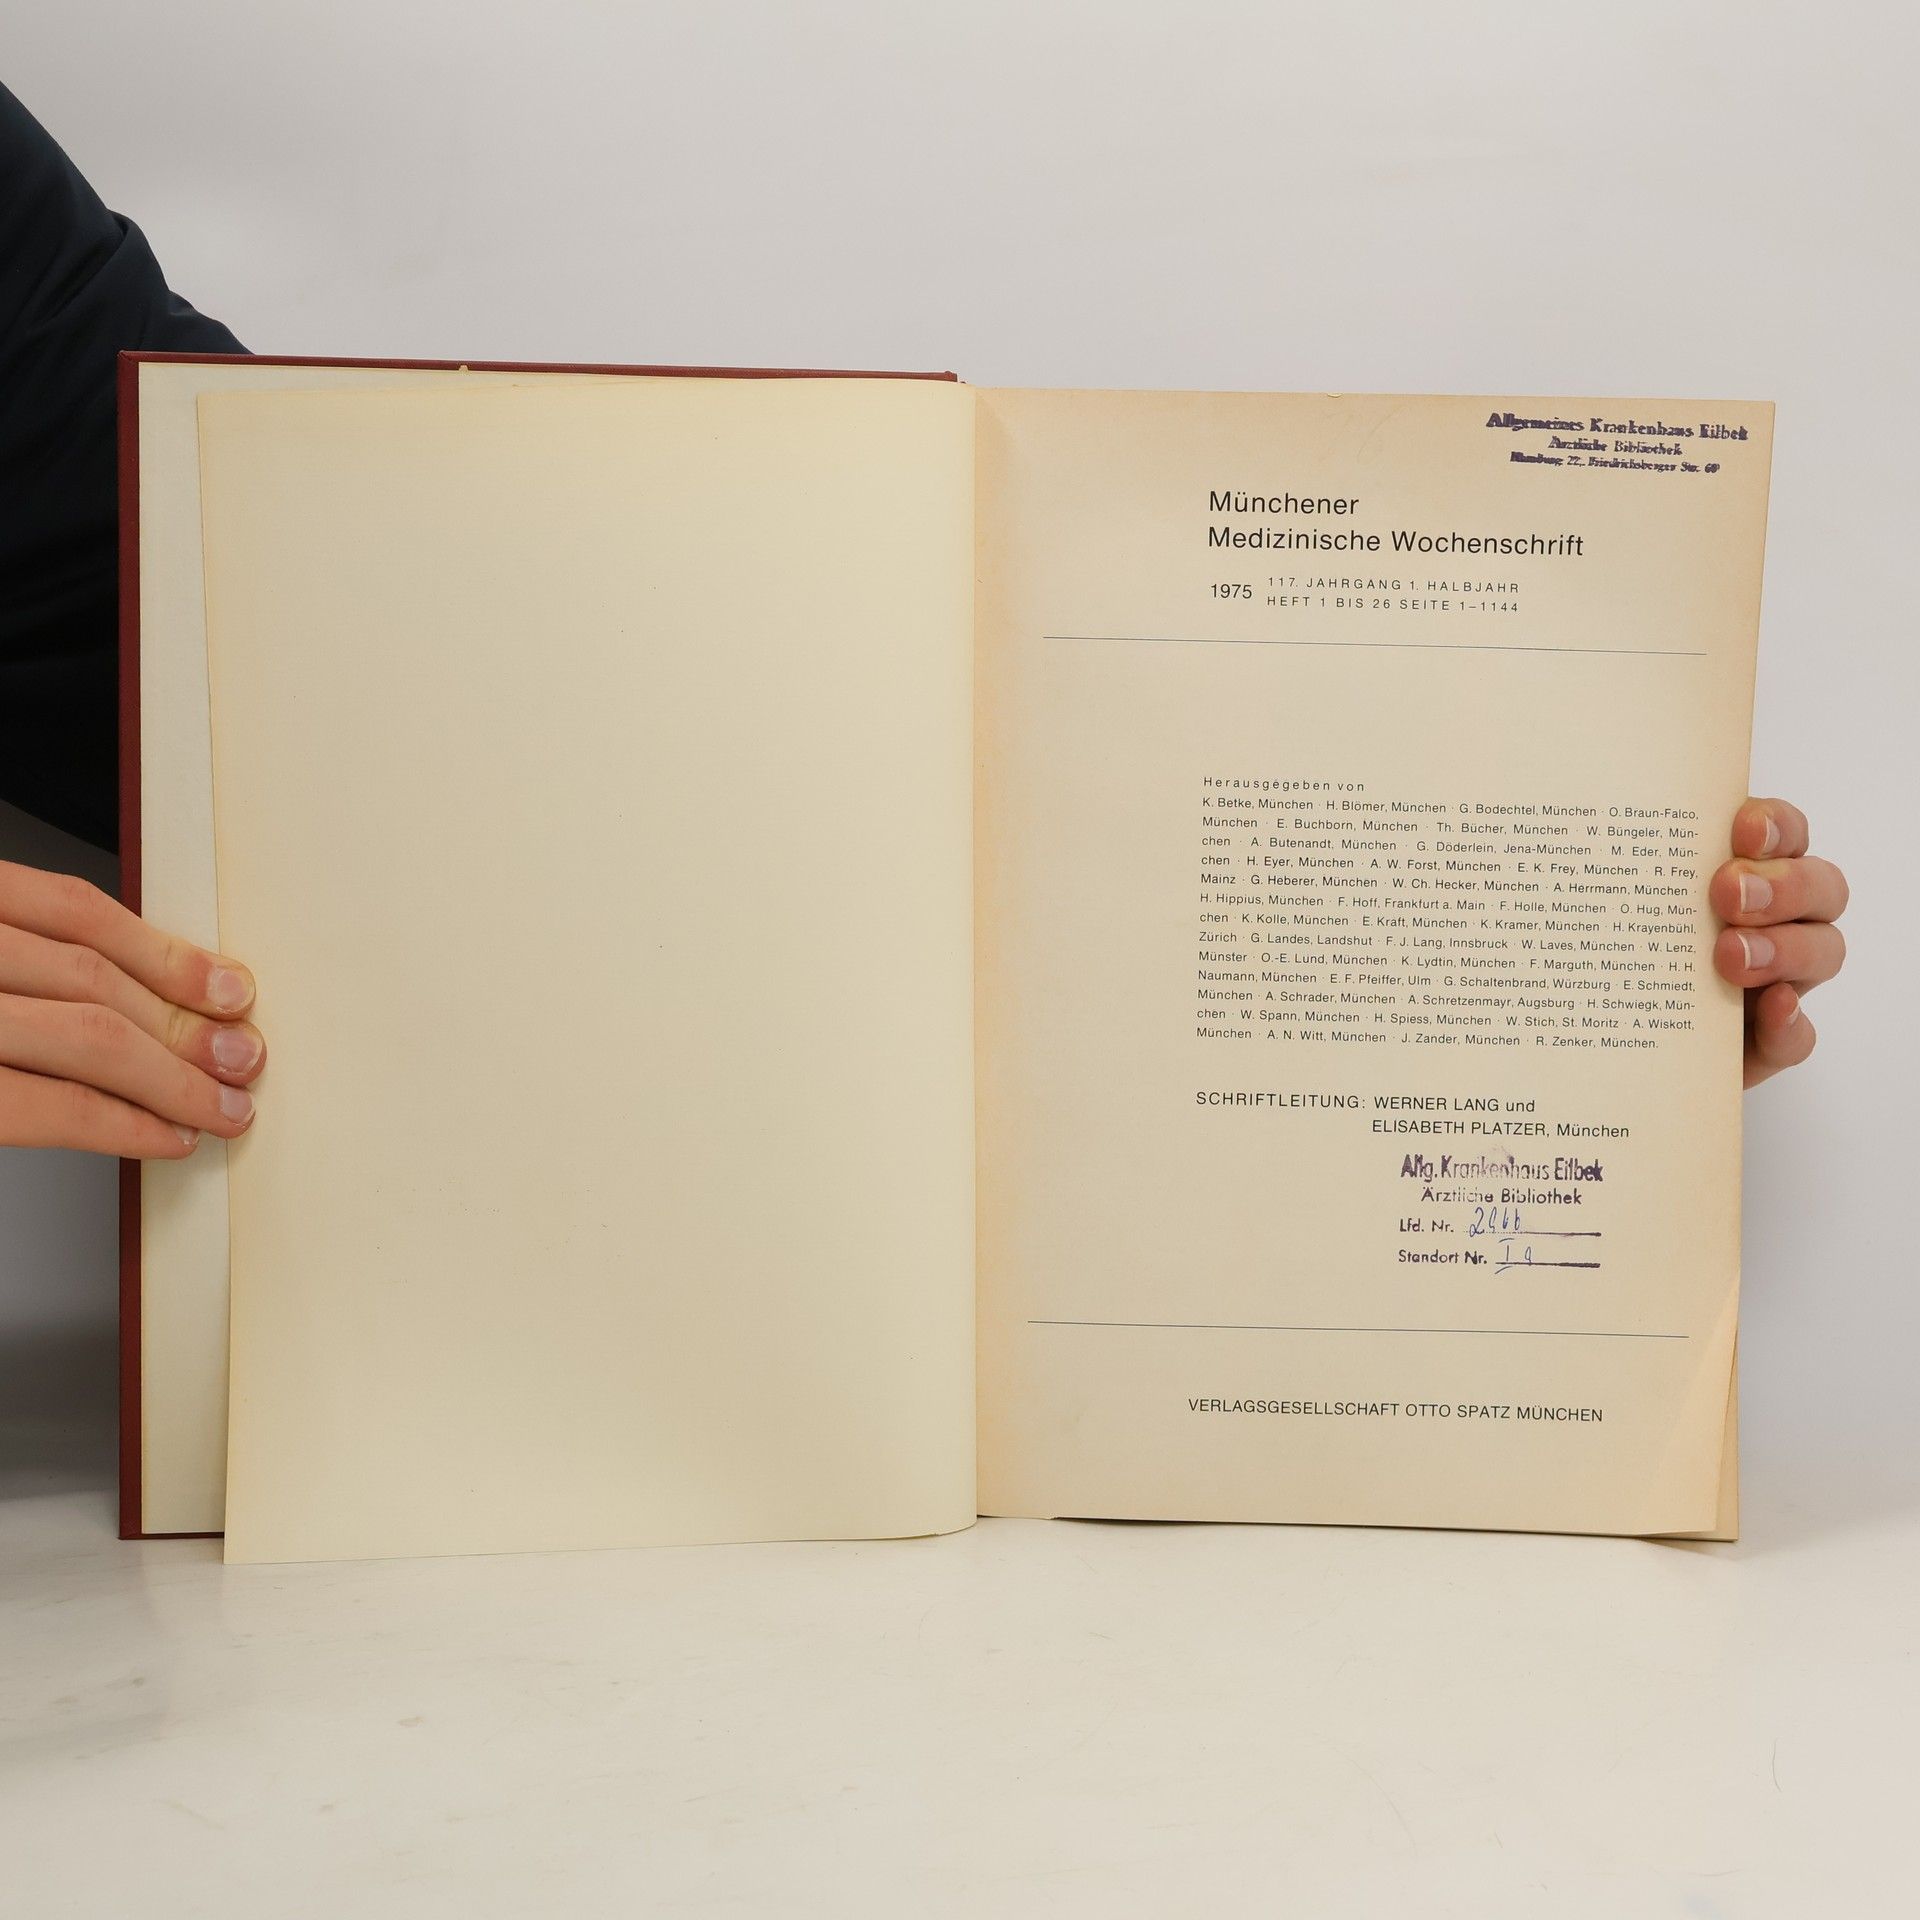 Allgemeines Krankenhaus Eilbek
Ärztliche Bibliothek
Hamburg 22, Friedrichsberger Str. 60
Münchener
Medizinische Wochenschrift
1975 117. JAHRGANG 1. HALBJAHR
HEFT 1 BIS 26 SEITE 1–1144
Herausgegeben von
K. Betke, München · H. Blömer, München · G. Bodechtel, München · O. Braun-Falco,
München · E. Buchborn, München · Th. Bücher, München · W. Büngeler, Mün-
chen · A. Butenandt, München · G. Döderlein, Jena-München · M. Eder, Mün-
chen · H. Eyer, München · A. W. Forst, München · E. K. Frey, München · R. Frey,
Mainz · G. Heberer, München · W. Ch. Hecker, München · A. Herrmann, München ·
H. Hippius, München · F. Hoff, Frankfurt a. Main · F. Holle, München · O. Hug, Mün-
chen · K. Kolle, München · E. Kraft, München · K. Kramer, München · H. Krayenbühl,
Zürich · G. Landes, Landshut · F. J. Lang, Innsbruck · W. Laves, München · W. Lenz,
Münster · O.-E. Lund, München · K. Lydtin, München · F. Marguth, München · H. H.
Naumann, München · E. F. Pfeiffer, Ulm · G. Schaltenbrand, Würzburg · E. Schmiedt,
München · A. Schrader, München · A. Schretzenmayr, Augsburg · H. Schwiegk, Mün-
chen · W. Spann, München · H. Spiess, München · W. Stich, St. Moritz · A. Wiskott,
München · A. N. Witt, München · J. Zander, München · R. Zenker, München.
SCHRIFTLEITUNG: WERNER LANG und
ELISABETH PLATZER, München
Allg. Krankenhaus Eilbek
Ärztliche Bibliothek
Lfd. Nr.
Standort Nr.
VERLAGSGESELLSCHAFT OTTO SPATZ MÜNCHEN